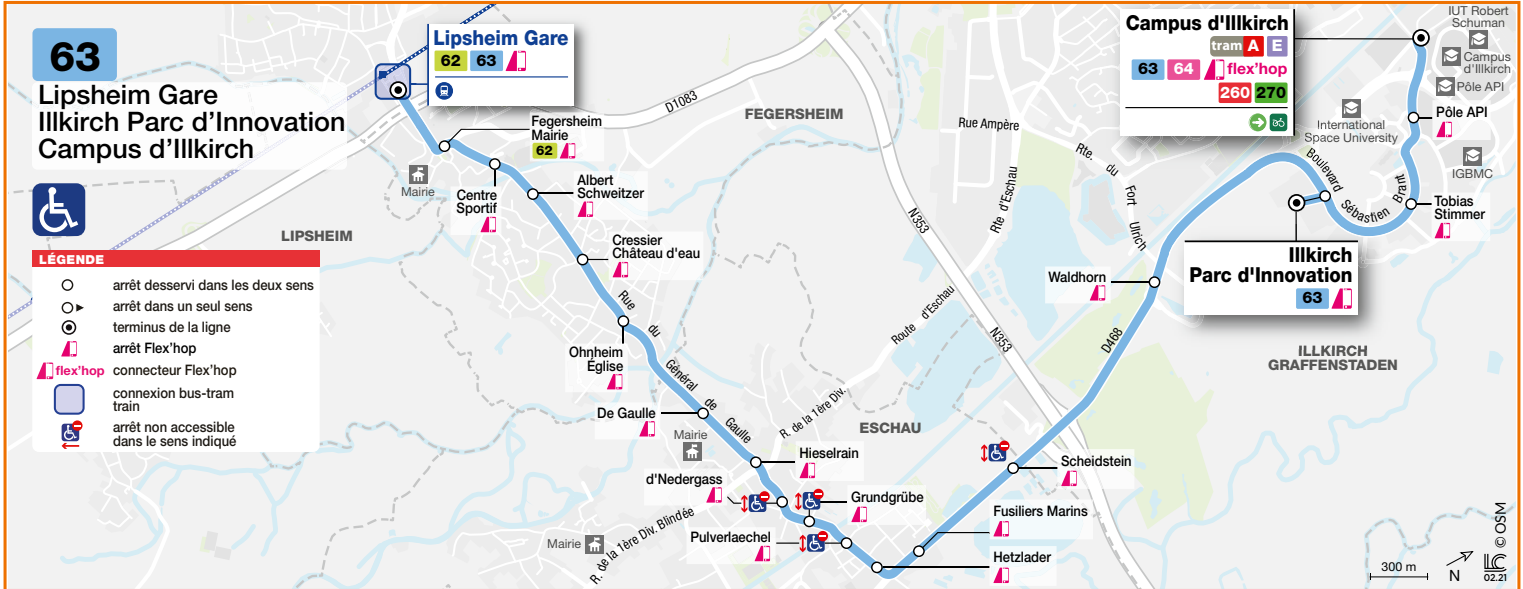 63
Lipsheim Gare
Illkirch Parc d'Innovation
Campus d'Illkirch
LÉGENDE
arrêt desservi dans les deux sens
arrêt dans un seul sens
terminus de la ligne
arrêt Flex'hop
flex'hop connecteur Flex'hop
connexion bus-tram
train
arrêt non accessible
dans le sens indiqué
Lipsheim Gare
62 63
Fegersheim
Mairie
62
Mairie
Centre
Sportif
Albert
Schweitzer
Cressier
Château d'eau
LIPSHEIM
D1083
FEGERSHEIM
Rue du Général de Gaulle
Ohnheim
Église
De Gaulle
Mairie
Hieselrain
d'Nedergass
Grundgrübe
Pulverlaechel
Mairie
R. de la 1ère Div. Blindée
R. de la 1ère Div.
Route d'Eschau
ESCHAU
Fusiliers Marins
Hetzlader
Scheidstein
N353
N353
Rue Ampère
Rte d'Eschau
Rte. du Fort Ulrich
Waldhorn
D468
Campus d'Illkirch
tram A E
63 64 flex'hop
260 270
IUT Robert
Schuman
Campus
d'Illkirch
Pôle API
Pôle API
International
Space University
IGBMC
Boulevard Sébastien Brant
Tobias
Stimmer
Illkirch
Parc d'Innovation
63
ILLKIRCH
GRAFFENSTADEN
300 m
N
LC
02.21
© OSM